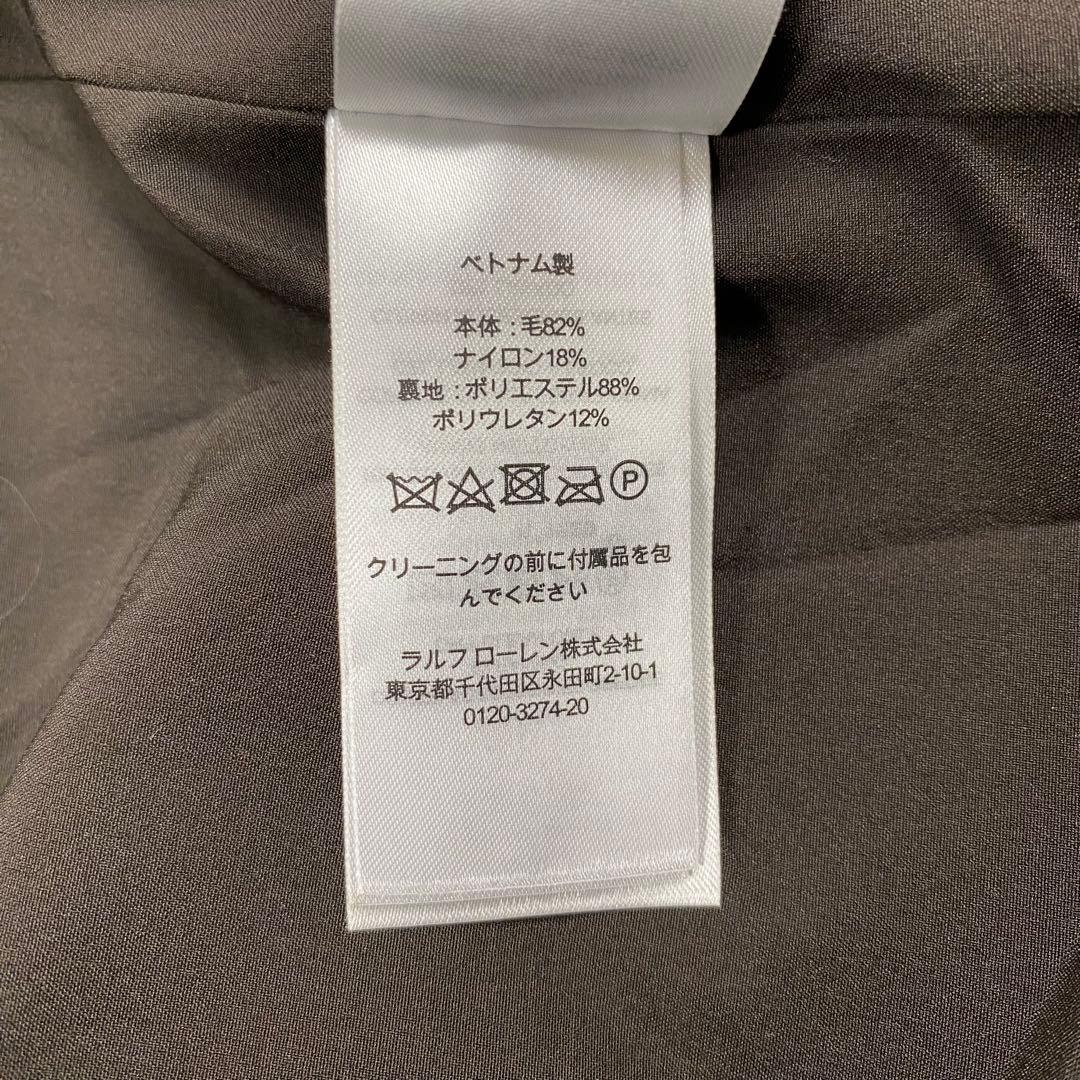 ベトナム製
本体 : 毛82%
ナイロン18%
裏地 : ポリエステル88%
ポリウレタン12%
P
クリーニングの前に付属品を包
んでください
ラルフ ローレン株式会社
東京都千代田区永田町2-10-1
0120-3274-20